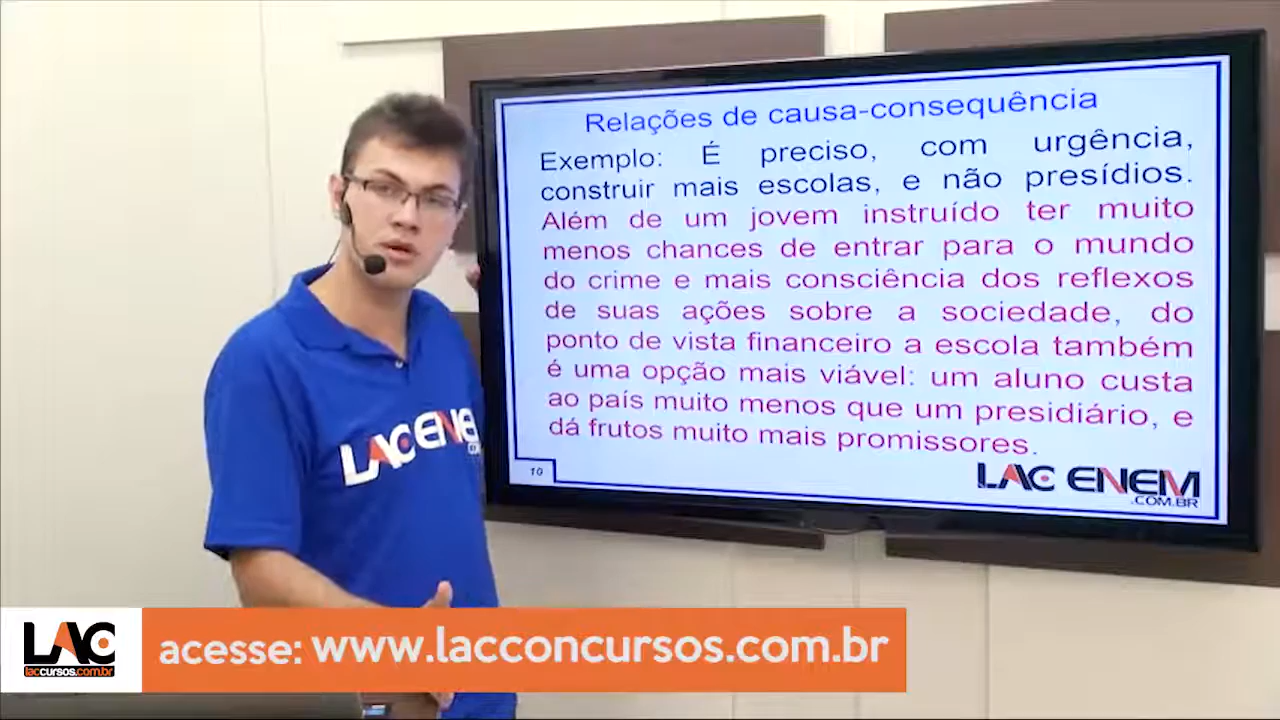 Relações de causa-consequência
Exemplo: É preciso, com urgência,
construir mais escolas, e não presídios.
Além de um jovem instruído ter muito
menos chances de entrar para o mundo
do crime e mais consciência dos reflexos
de suas ações sobre a sociedade, do
ponto de vista financeiro a escola também
é uma opção mais viável: um aluno custa
ao país muito menos que um presidiário, e
dá frutos muito mais promissores.
10
LAC ENEM
.COM.BR
LAC ENEM
LAC
laccursos.com.br
acesse: www.lacconcursos.com.br